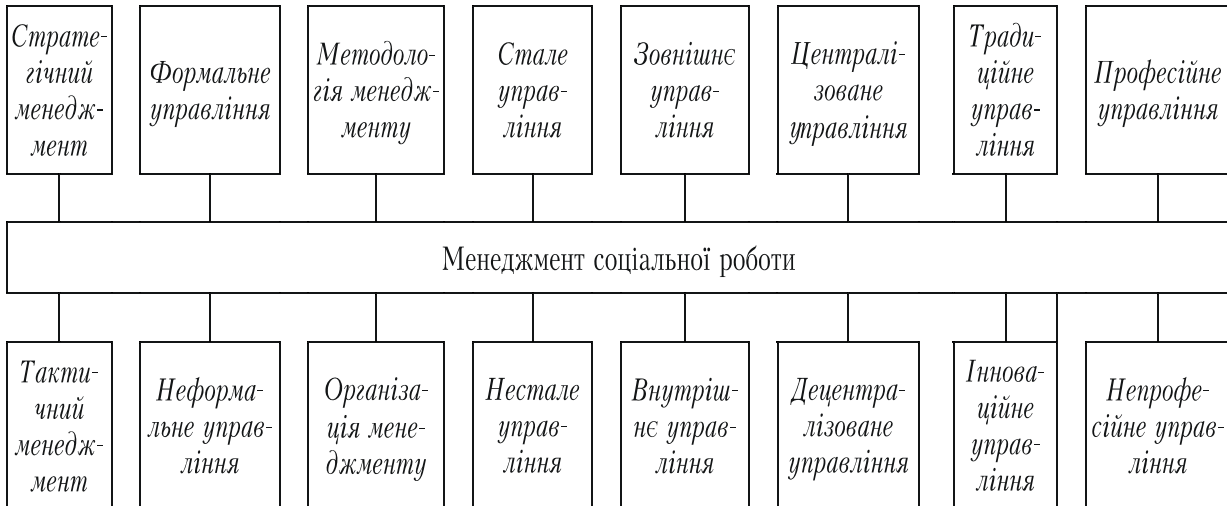 Страте-
гічний
менедж-
мент
Формальне
управління
Методоло-
гія менедж-
менту
Стале
управ-
ління
Зовнішнє
управ-
ління
Централі-
зоване
управління
Тради-
ційне
управ-
ління
Професійне
управління
Менеджмент соціальної роботи
Такти-
чний
менедж-
мент
Неформа-
льне управ-
ління
Організа-
ція мене-
джменту
Нестале
управ-
ління
Внутріш-
нє управ-
ління
Децентра-
лізоване
управління
Іннова-
ційне
управ-
ління
Непрофе-
сійне управ-
ління